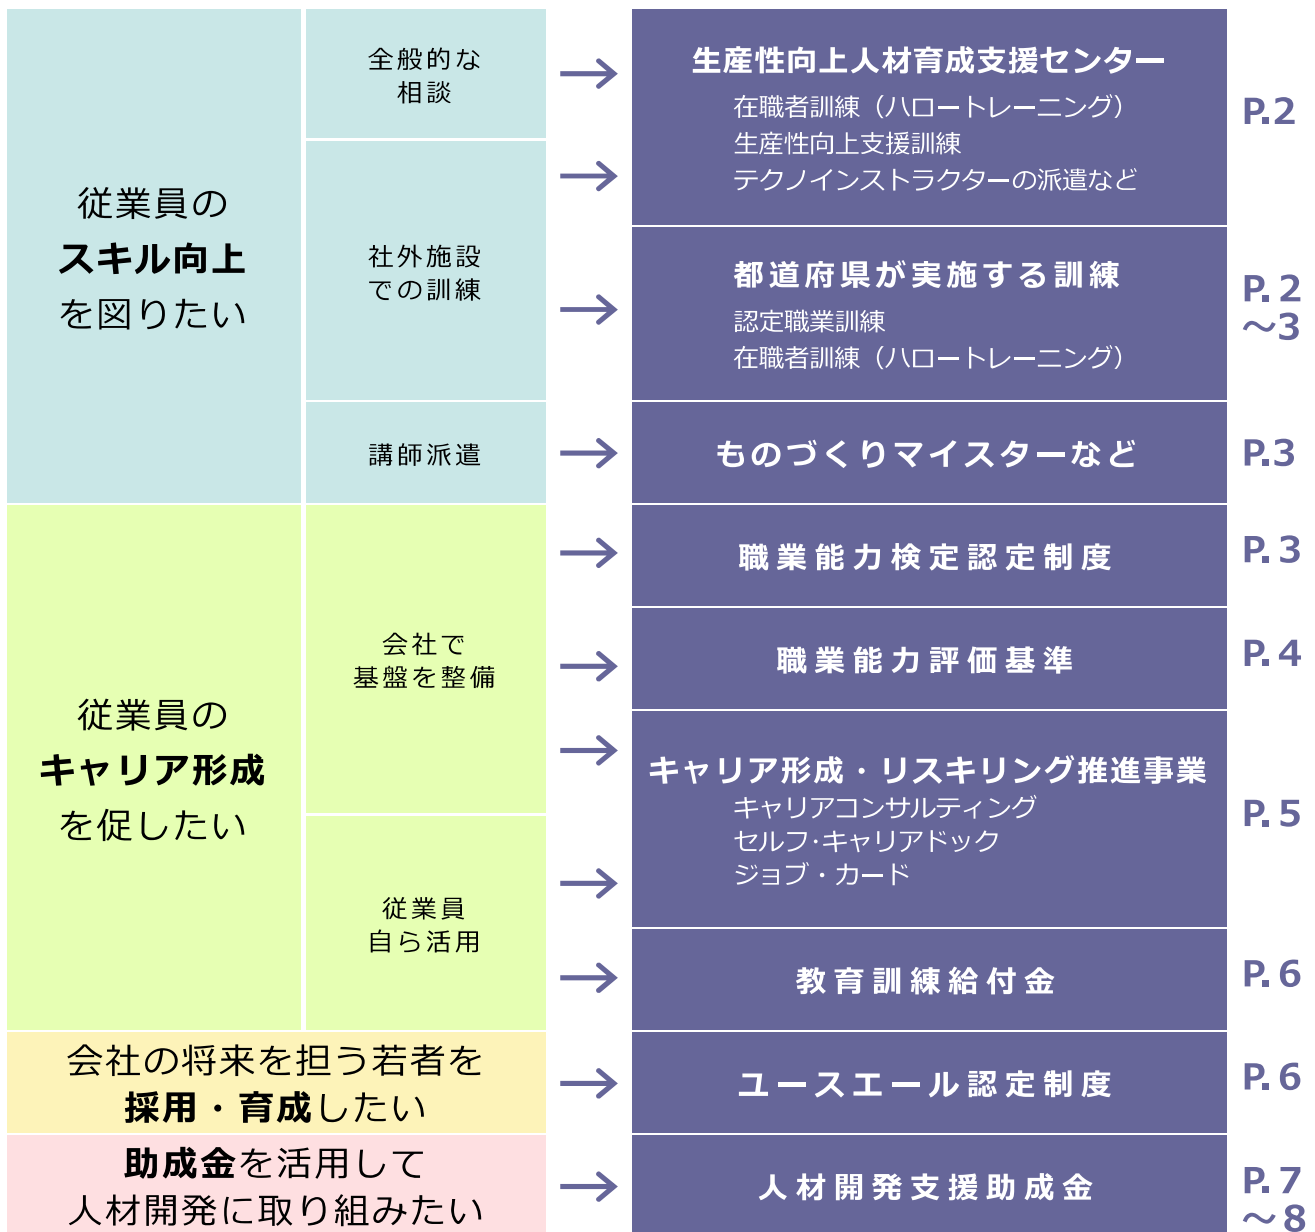 従業員の
スキル向上
を図りたい
全般的な
相談
→
生産性向上人材育成支援センター
在職者訓練（ハロートレーニング）
生産性向上支援訓練
テクノインストラクターの派遣など
P.2
社外施設
での訓練
→
→
都道府県が実施する訓練
認定職業訓練
在職者訓練（ハロートレーニング）
P.2
～3
講師派遣
→
ものづくりマイスターなど
P.3
従業員の
キャリア形成
を促したい
会社で
基盤を整備
→
職業能力検定認定制度
P.3
→
職業能力評価基準
P.4
→
キャリア形成・リスキリング推進事業
キャリアコンサルティング
セルフ･キャリアドック
ジョブ・カード
P.5
従業員
自ら活用
→
→
教育訓練給付金
P.6
会社の将来を担う若者を
採用・育成したい
→
ユースエール認定制度
P.6
助成金を活用して
人材開発に取り組みたい
→
人材開発支援助成金
P.7
～8